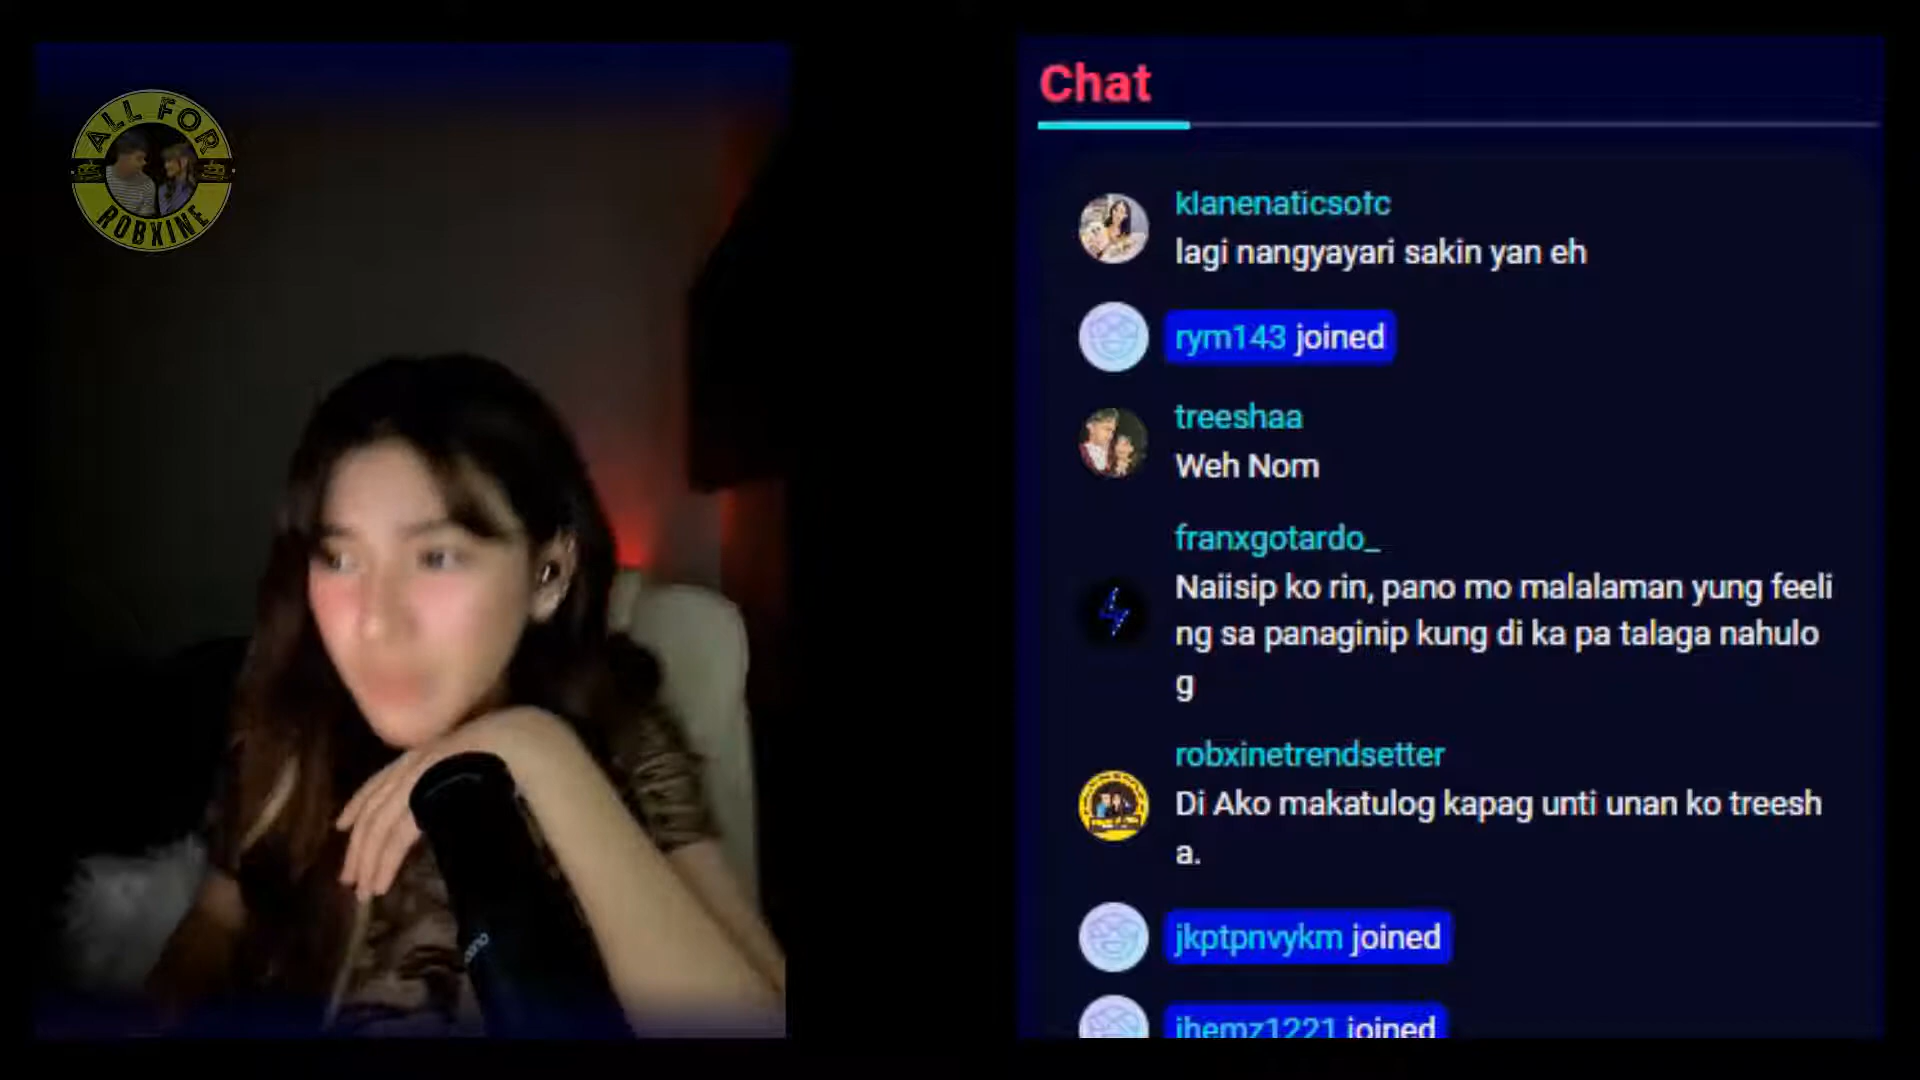 ALL FOR
ROBXINE
Chat
klanenaticsofc
lagi nangyayari sakin yan eh
rym143 joined
treeshaa
Weh Nom
franxgotardo_
Naiisip ko rin, pano mo malalaman yung feeli
ng sa panaginip kung di ka pa talaga nahulo
g
robxinetrendsetter
Di Ako makatulog kapag unti unan ko treesh
a.
jkptpnvykm joined
jhemz1221 joined